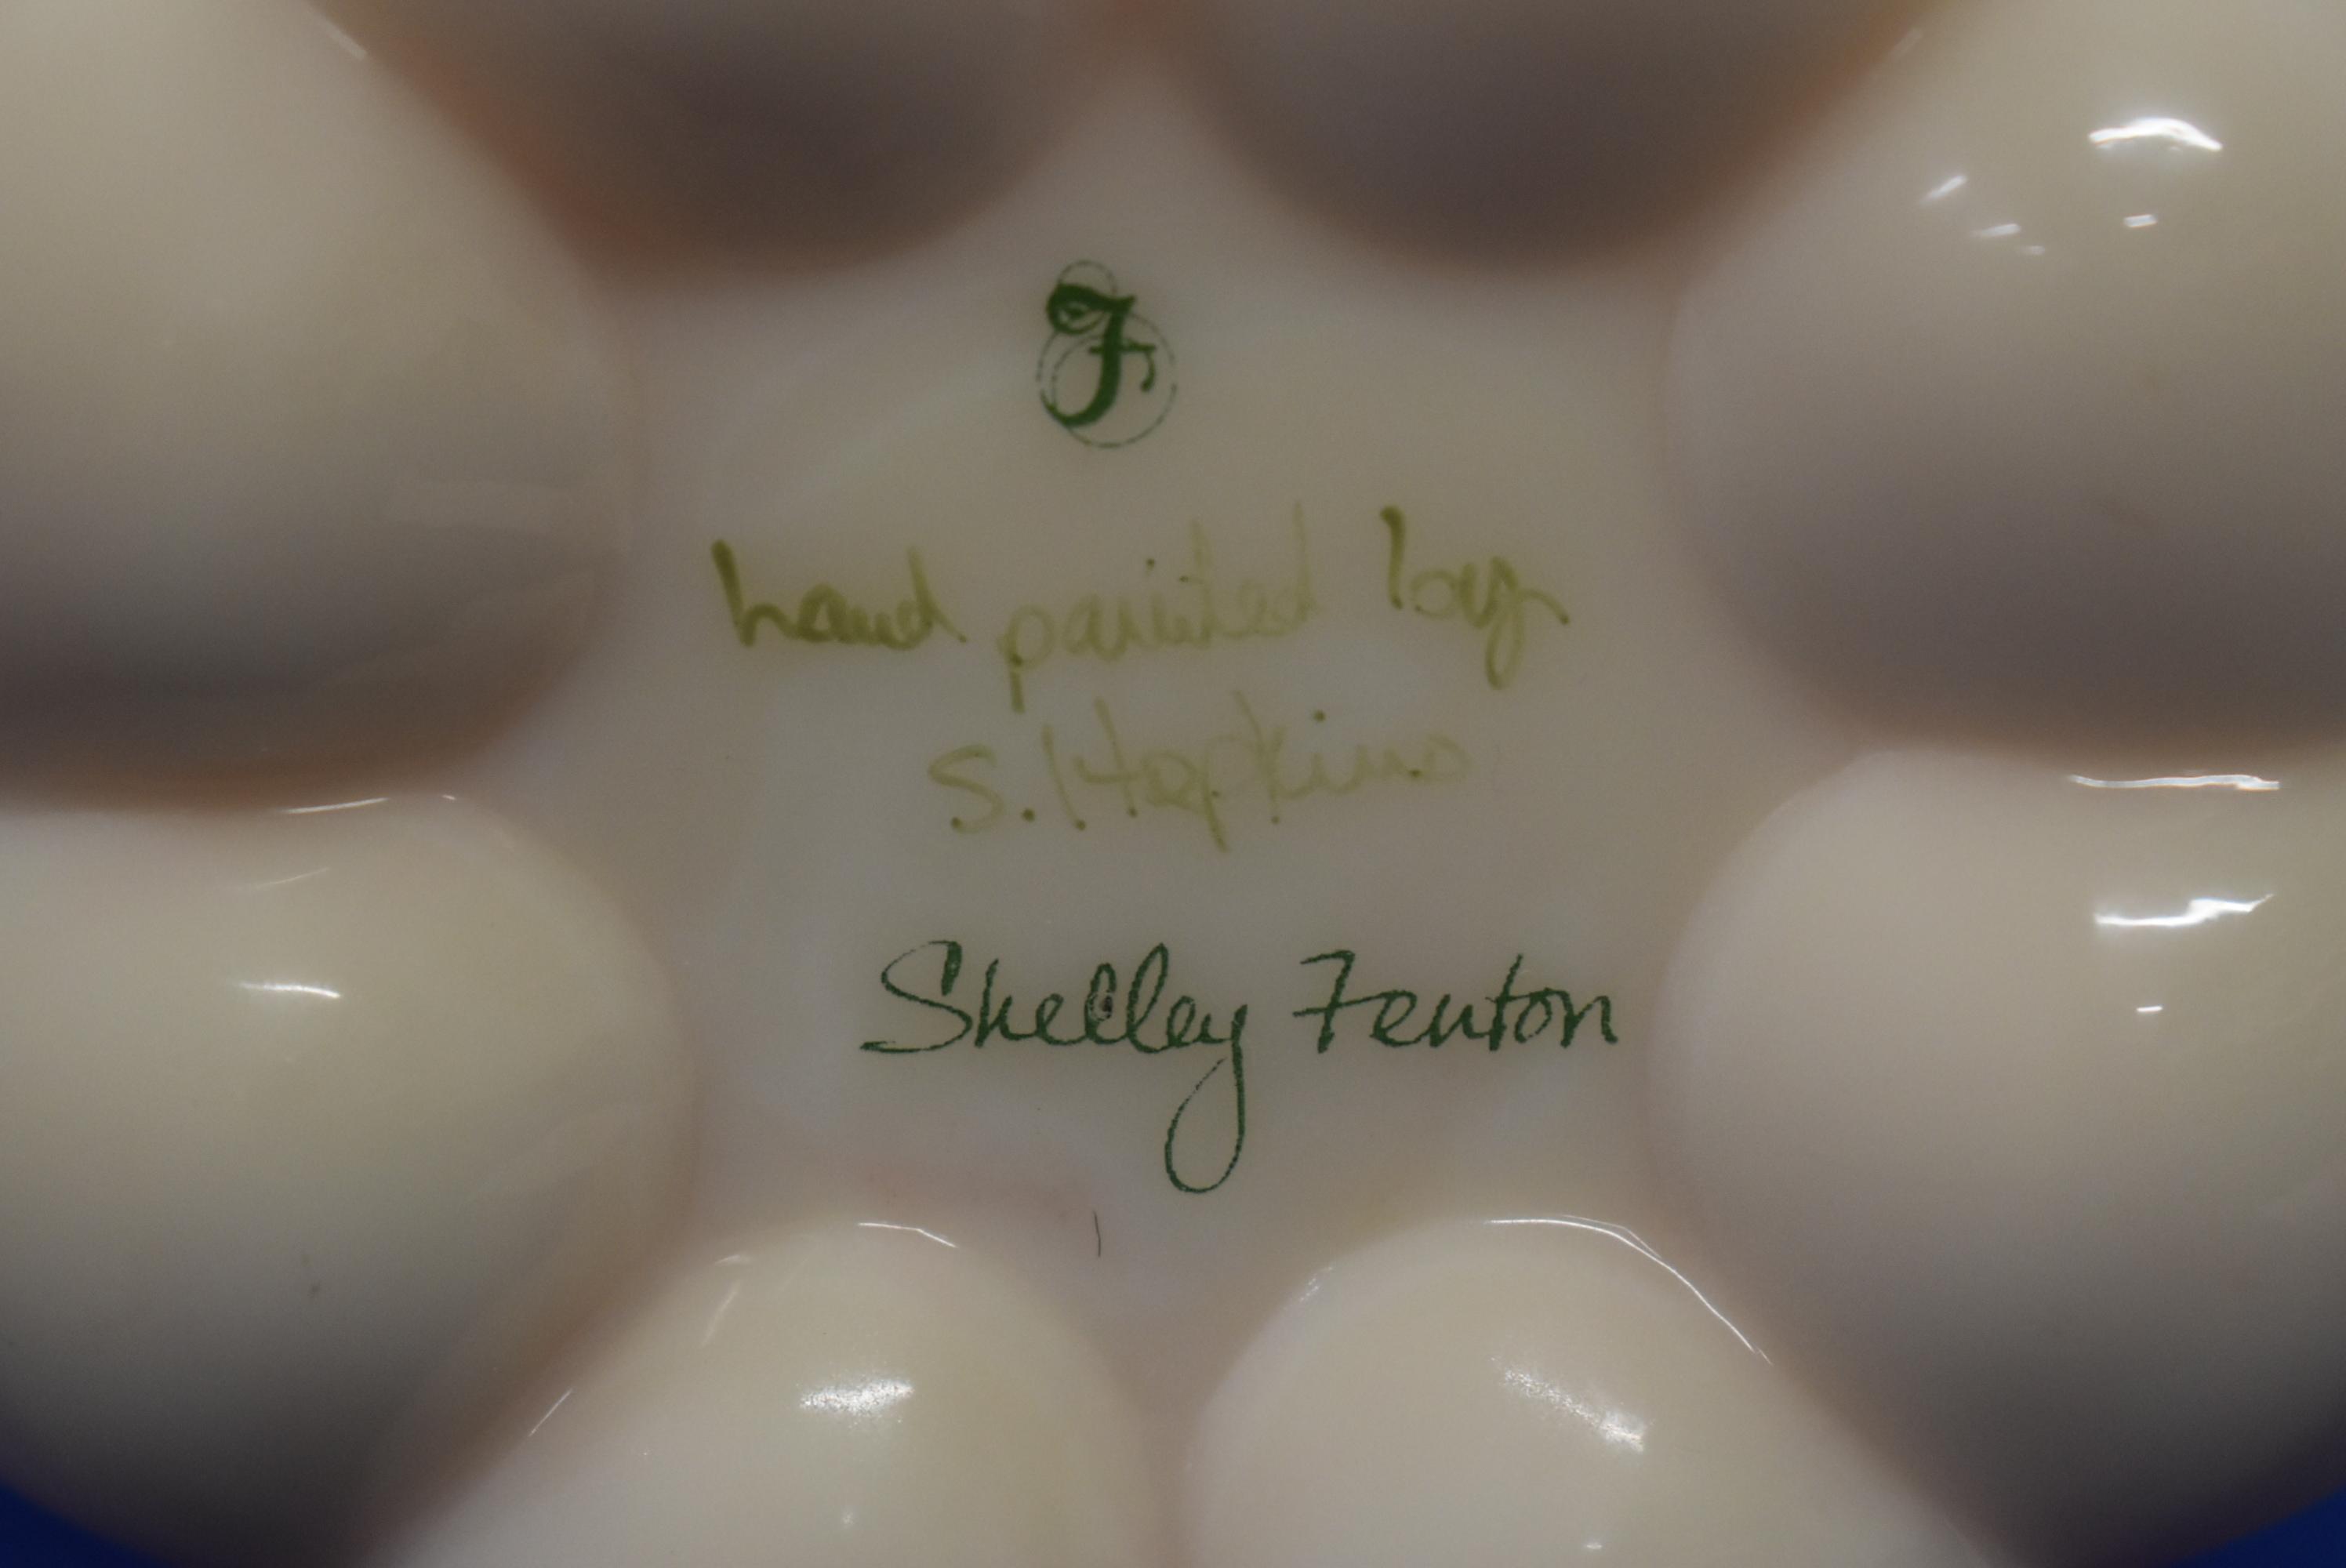 F
hand painted by
S. Hopkins
Shelley Fenton